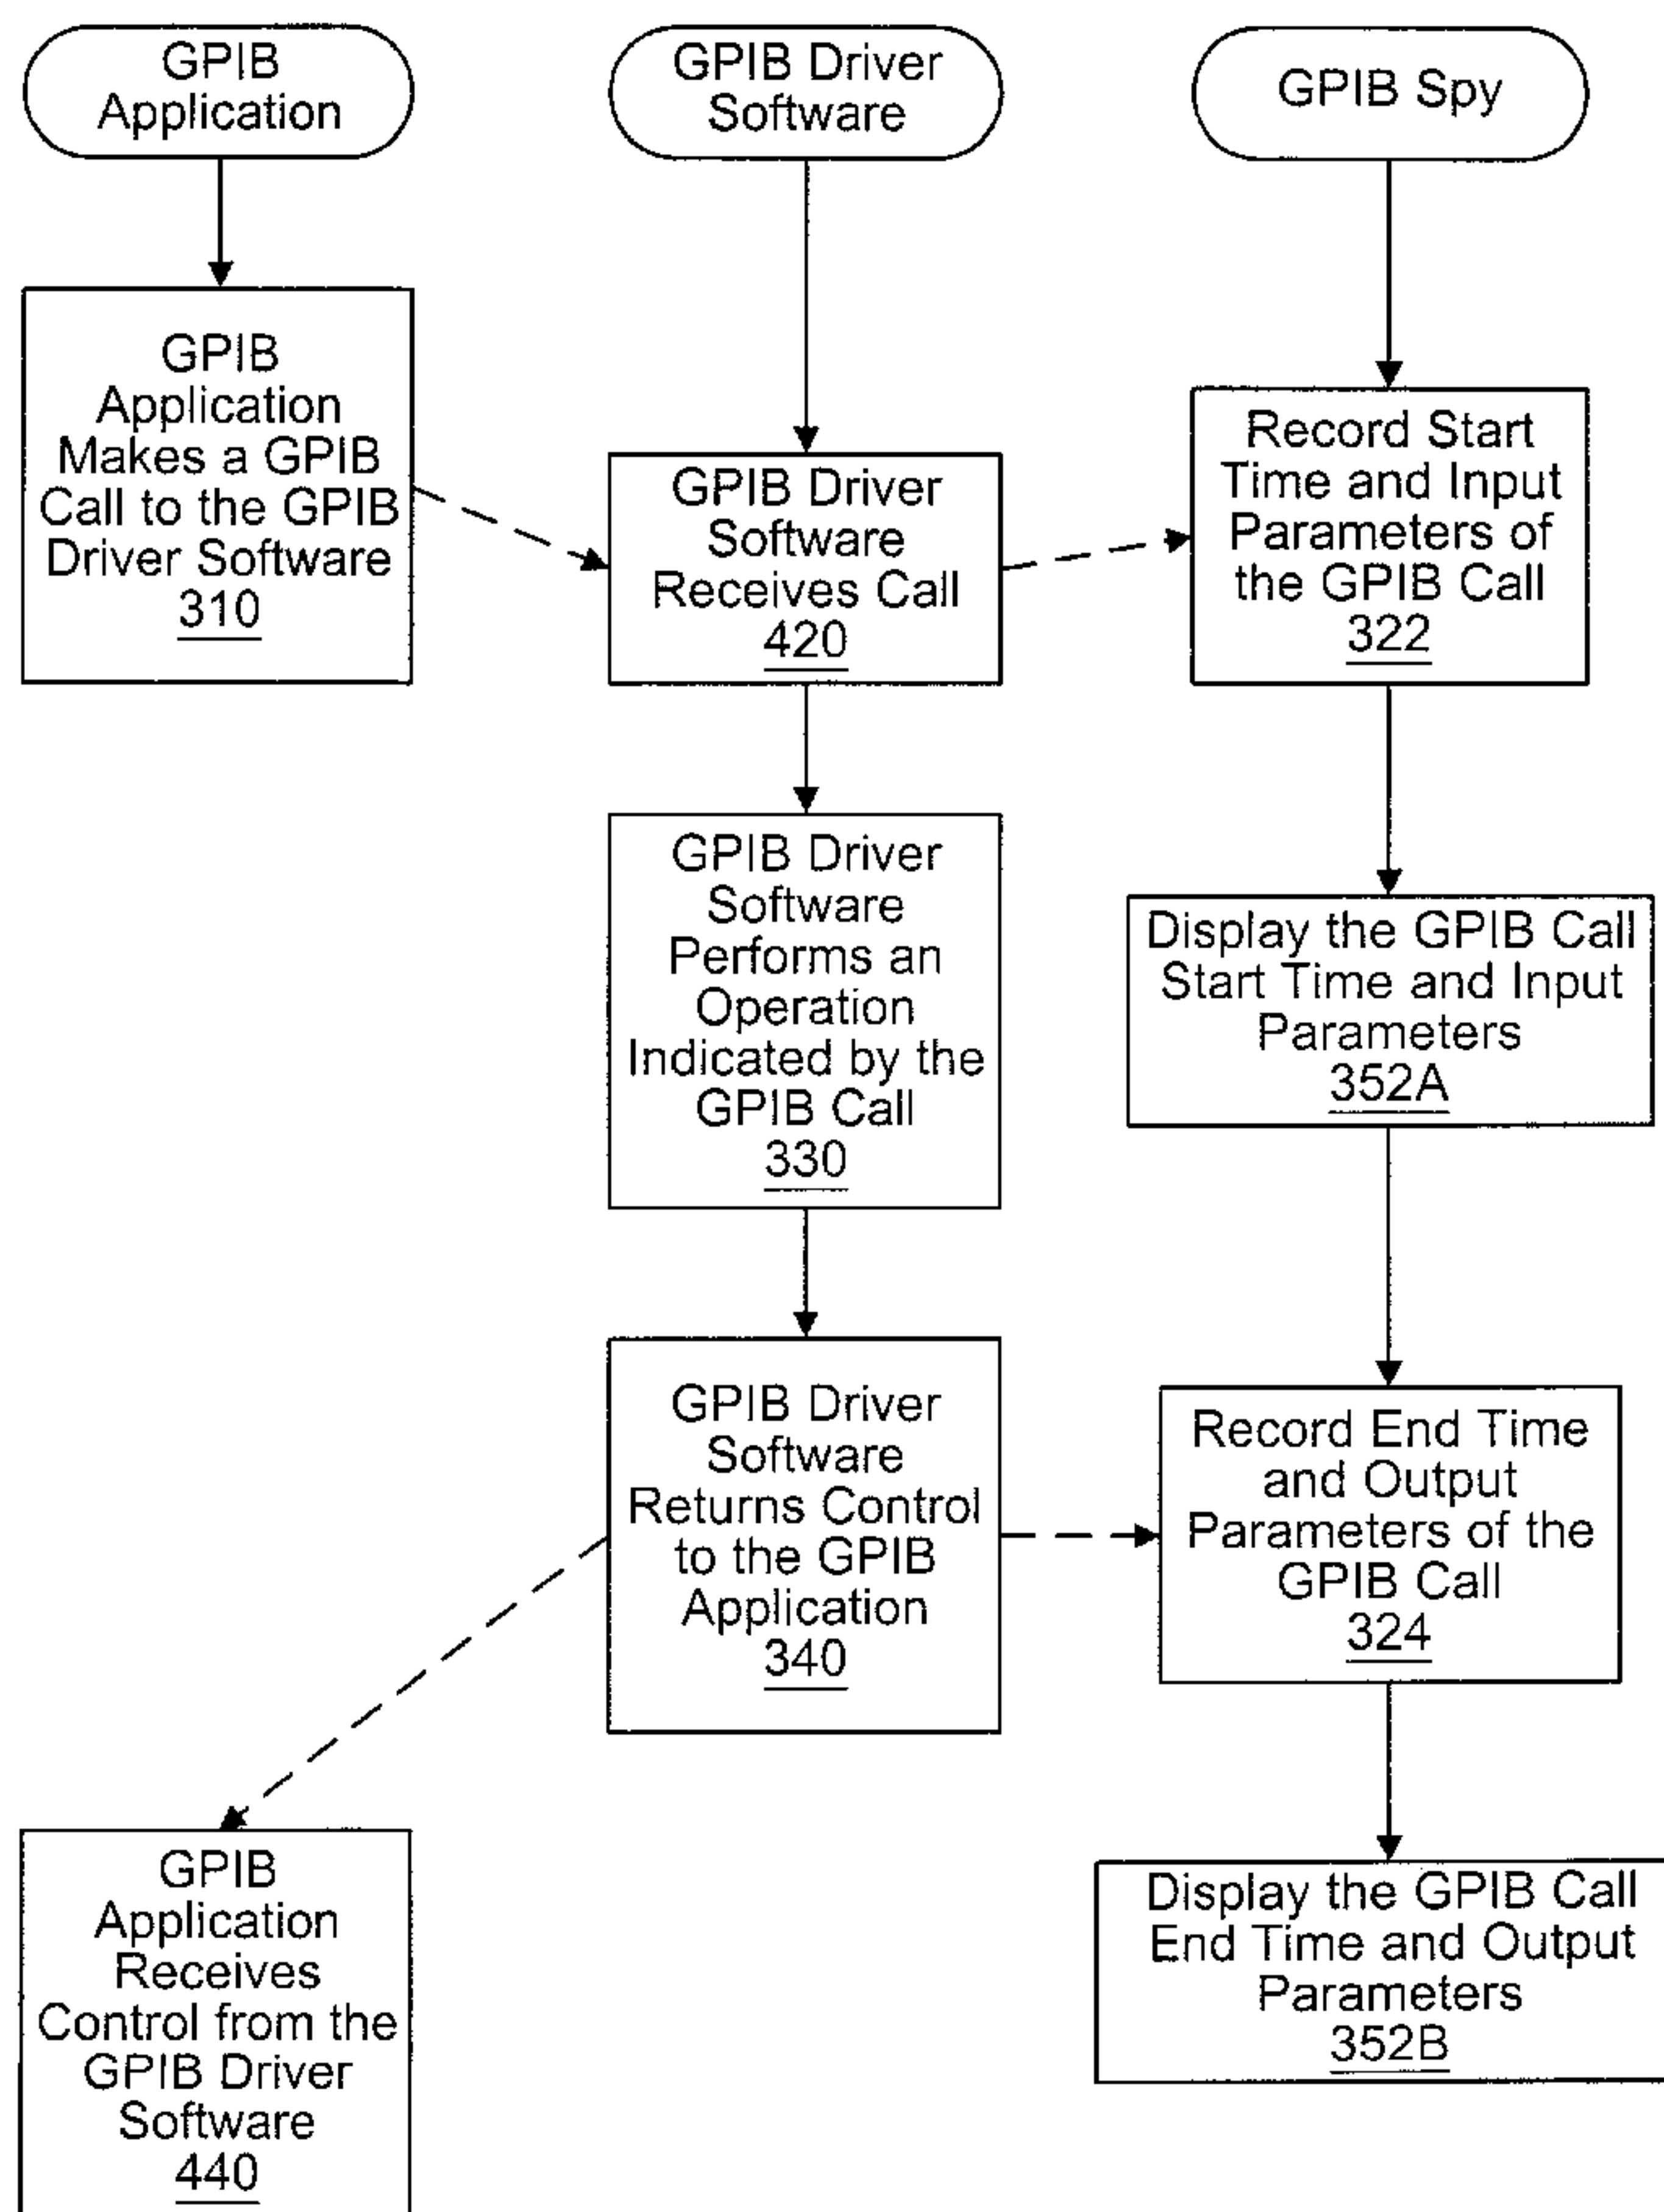 GPIB
Application
GPIB Driver
Software
GPIB Spy
GPIB
Application
Makes a GPIB
Call to the GPIB
Driver Software
310
GPIB Driver
Software
Receives Call
420
Record Start
Time and Input
Parameters of
the GPIB Call
322
GPIB Driver
Software
Performs an
Operation
Indicated by the
GPIB Call
330
Display the GPIB Call
Start Time and Input
Parameters
352A
GPIB Driver
Software
Returns Control
to the GPIB
Application
340
Record End Time
and Output
Parameters of the
GPIB Call
324
GPIB
Application
Receives
Control from the
GPIB Driver
Software
440
Display the GPIB Call
End Time and Output
Parameters
352B